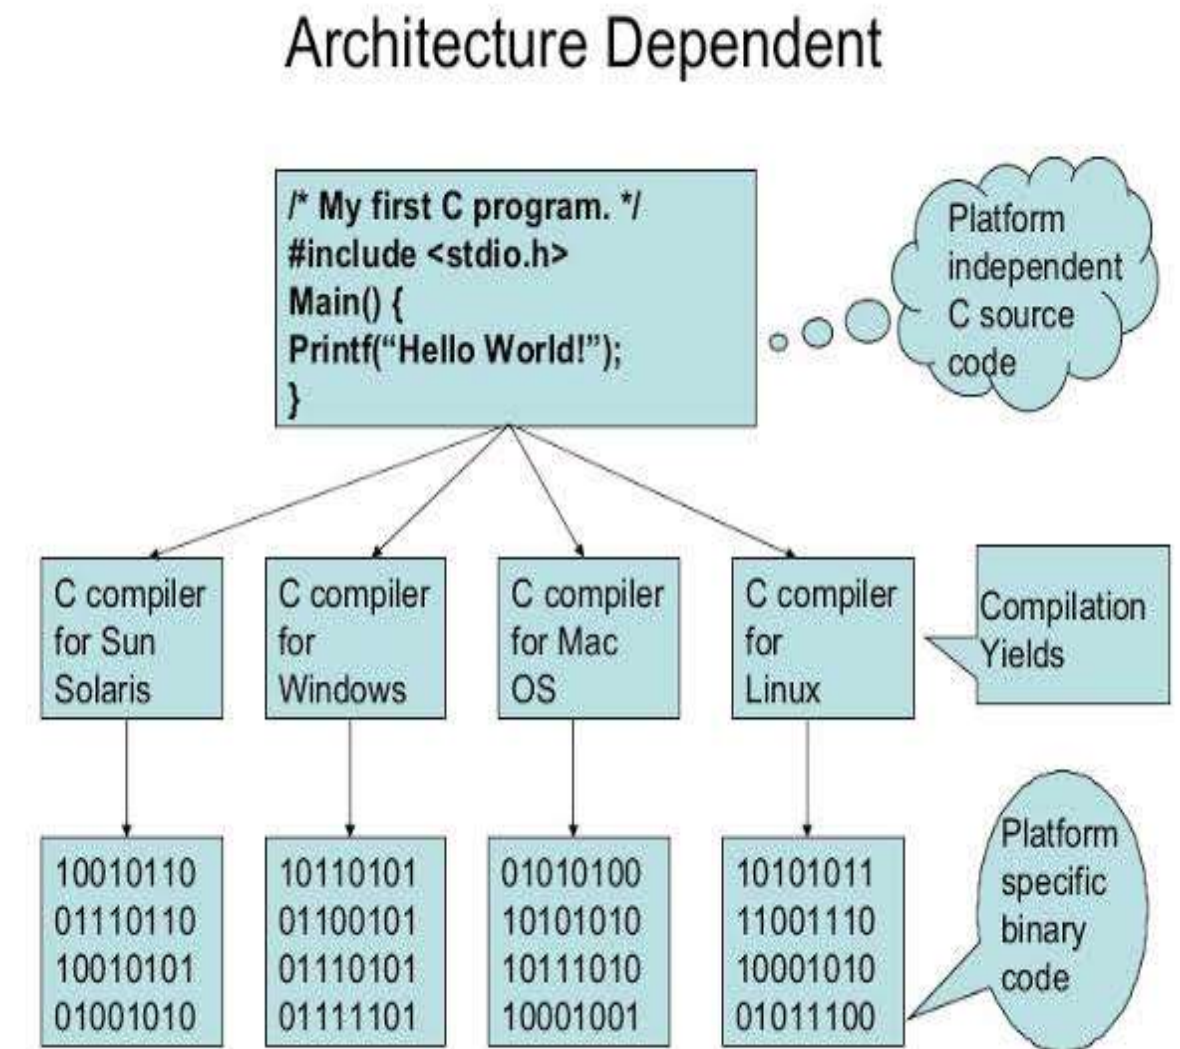 Architecture Dependent
/* My first C program. */
#include <stdio.h>
Main() {
Printf(“Hello World!”);
}
Platform
independent
C source
code
C compiler
for Sun
Solaris
C compiler
for
Windows
C compiler
for Mac
OS
C compiler
for
Linux
Compilation
Yields
10010110
01110110
10010101
01001010
10110101
01100101
01110101
01111101
01010100
10101010
10111010
10001001
10101011
11001110
10001010
01011100
Platform
specific
binary
code